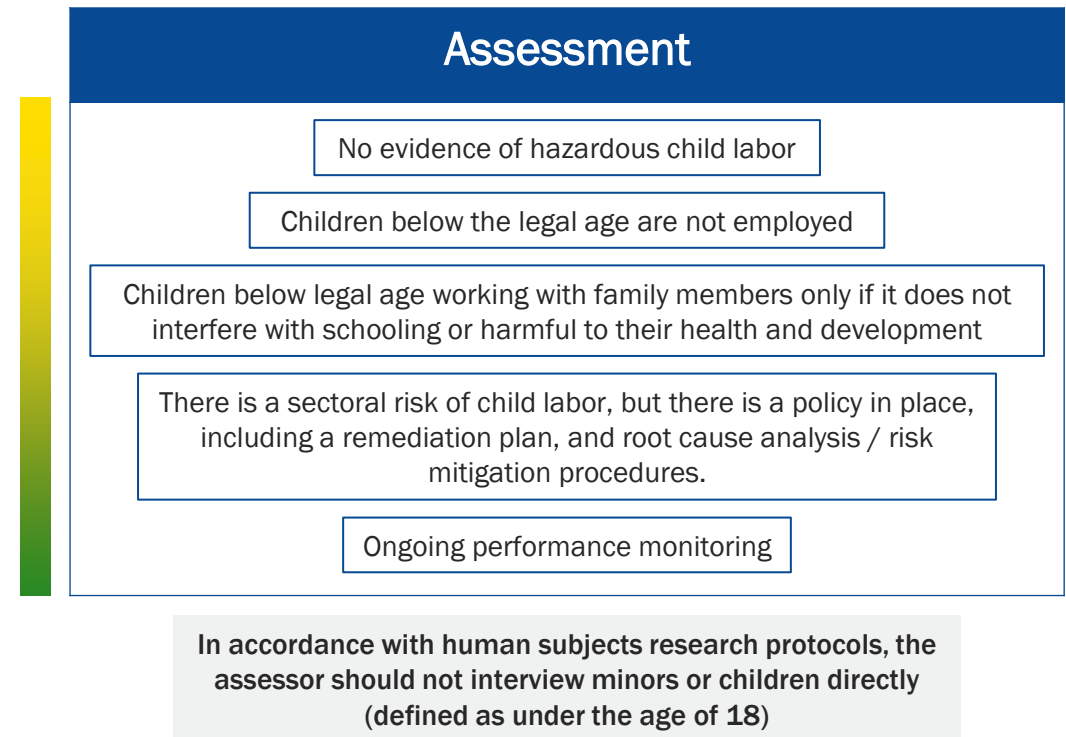 Assessment
No evidence of hazardous child labor
Children below the legal age are not employed
Children below legal age working with family members only if it does not
interfere with schooling or harmful to their health and development
There is a sectoral risk of child labor, but there is a policy in place,
including a remediation plan, and root cause analysis / risk
mitigation procedures.
Ongoing performance monitoring
In accordance with human subjects research protocols, the
assessor should not interview minors or children directly
(defined as under the age of 18)